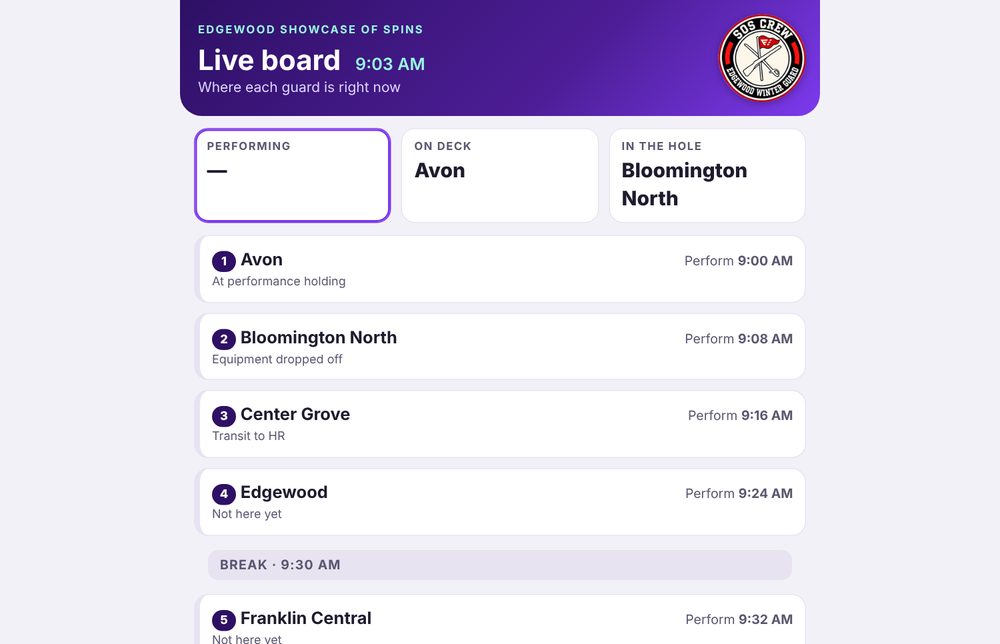 EDGEWOOD SHOWCASE OF SPINS
Live board 9:03 AM
Where each guard is right now
SDS CREW
EDGEWOOD WINTER GUARD
PERFORMING
—
ON DECK
Avon
IN THE HOLE
Bloomington
North
1 Avon
Perform 9:00 AM
At performance holding
2 Bloomington North
Perform 9:08 AM
Equipment dropped off
3 Center Grove
Perform 9:16 AM
Transit to HR
4 Edgewood
Perform 9:24 AM
Not here yet
BREAK · 9:30 AM
5 Franklin Central
Perform 9:32 AM
Not here yet